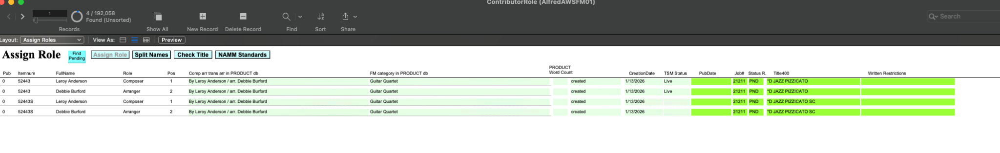 ContributorRole (AlfredAWSFM01)
1
4 / 192,058
Found (Unsorted)
Records
Show All
New Record
Delete Record
Find
Sort
Share
Search
Layout: Assign Roles
View As:
Preview
Assign Role
Find Pending
Assign Role
Split Names
Check Title
NAMM Standards
Pub Itemnum FullName Role Pos Comp arr trans arr in PRODUCT db FM category in PRODUCT db PRODUCT Word Count CreationDate TSM Status PubDate Job# Status R. Title400 Written Restrictions
0 52443 Leroy Anderson Composer 1 By Leroy Anderson / arr. Debbie Burford Guitar Quartet created 1/13/2026 Live 21211 PND *D JAZZ PIZZICATO
0 52443 Debbie Burford Arranger 2 By Leroy Anderson / arr. Debbie Burford Guitar Quartet created 1/13/2026 Live 21211 PND *D JAZZ PIZZICATO
0 52443S Leroy Anderson Composer 1 By Leroy Anderson / arr. Debbie Burford Guitar Quartet created 1/13/2026 21211 PND *D JAZZ PIZZICATO SC
0 52443S Debbie Burford Arranger 2 By Leroy Anderson / arr. Debbie Burford Guitar Quartet created 1/13/2026 21211 PND *D JAZZ PIZZICATO SC